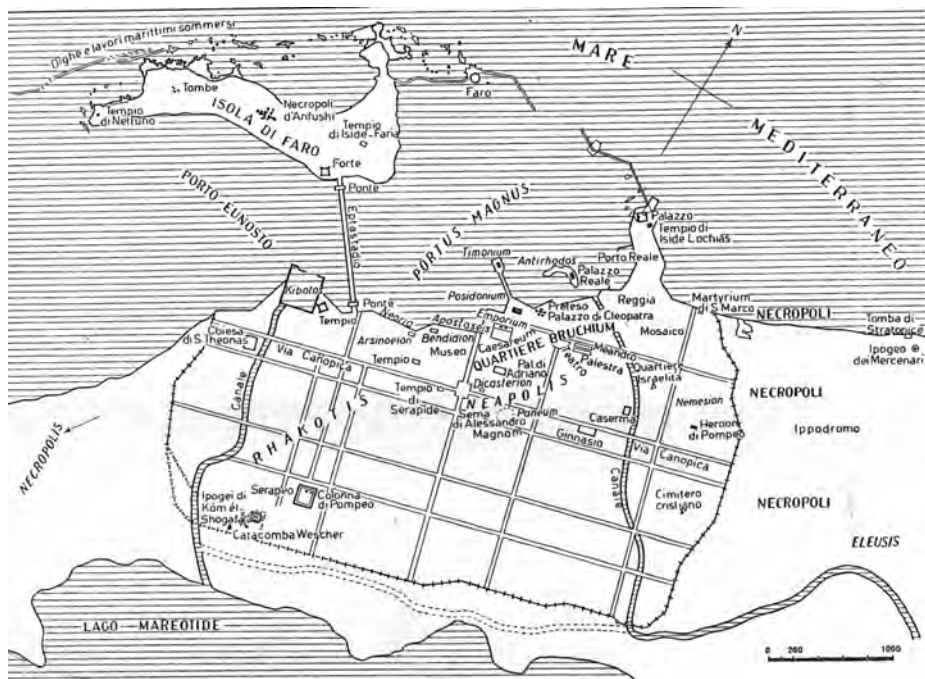 Dighe e lavori marittimi sommersi
MARE
MEDITERRANEO
N
Tombe
Tempio
di Nettuno
ISOLA DI FARO
Necropoli
d'Anfushi
Tempio
di Iside-Faria
Faro
Forte
Ponte
Eptastadio
PORTO EUNOSTO
PORTUS MAGNUS
Palazzo
Tempio di
Iside Lochias
Timonium
Antirhodos
Palazzo
Reale
Porto Reale
Reggia
Kibotos
Tempio
Ponte
Posidonium
Preteso
Palazzo di Cleopatra
Martyrium
di S. Marco
NECROPOLI
Tomba di
Stratonice
Ipogeo
dei Mercenari
Neoria
Apostaseis
Emporium
Arsinoeion
Bendidion
Caesareum
QUARTIERE BRUCHIUM
Mosaico
Chiesa
di S. Theonas
Via Canopica
Tempio
Museo
Pal. di
Adriano
Teatro
Meandro
Palestra
Quartiere
Israelita
Canale
Tempio
di
Serapide
Dicasterion
NEAPOLIS
Nemesion
NECROPOLI
NECROPOLIS
RHAKOTIS
Sema
di Alessandro
Magno
Paneum
Ginnasio
Caserma
Heroon
di Pompeo
Ippodromo
Via Canopica
Canale
Serapeo
Colonna
di Pompeo
Cimitero
cristiano
NECROPOLI
Ipogei di
Kôm el-
Shogafa
Catacomba Wescher
ELEUSIS
LAGO MAREOTIDE
0 200 1000